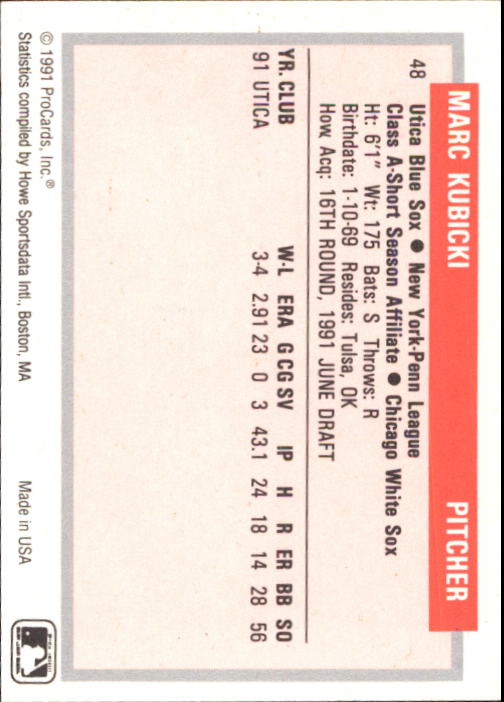 MARC KUBICKI PITCHER
48 Utica Blue Sox ● New York-Penn League
Class A-Short Season Affiliate ● Chicago White Sox
Ht: 6'1" Wt: 175 Bats: S Throws: R
Birthdate: 1-10-69 Resides: Tulsa, OK
How Acq: 16TH ROUND, 1991 JUNE DRAFT
YR. CLUB W-L ERA G CG SV IP H R ER BB SO
91 UTICA 3-4 2.91 23 0 3 43.1 24 18 14 28 56
© 1991 ProCards, Inc.® Made in USA
Statistics compiled by Howe Sportsdata Intl., Boston, MA